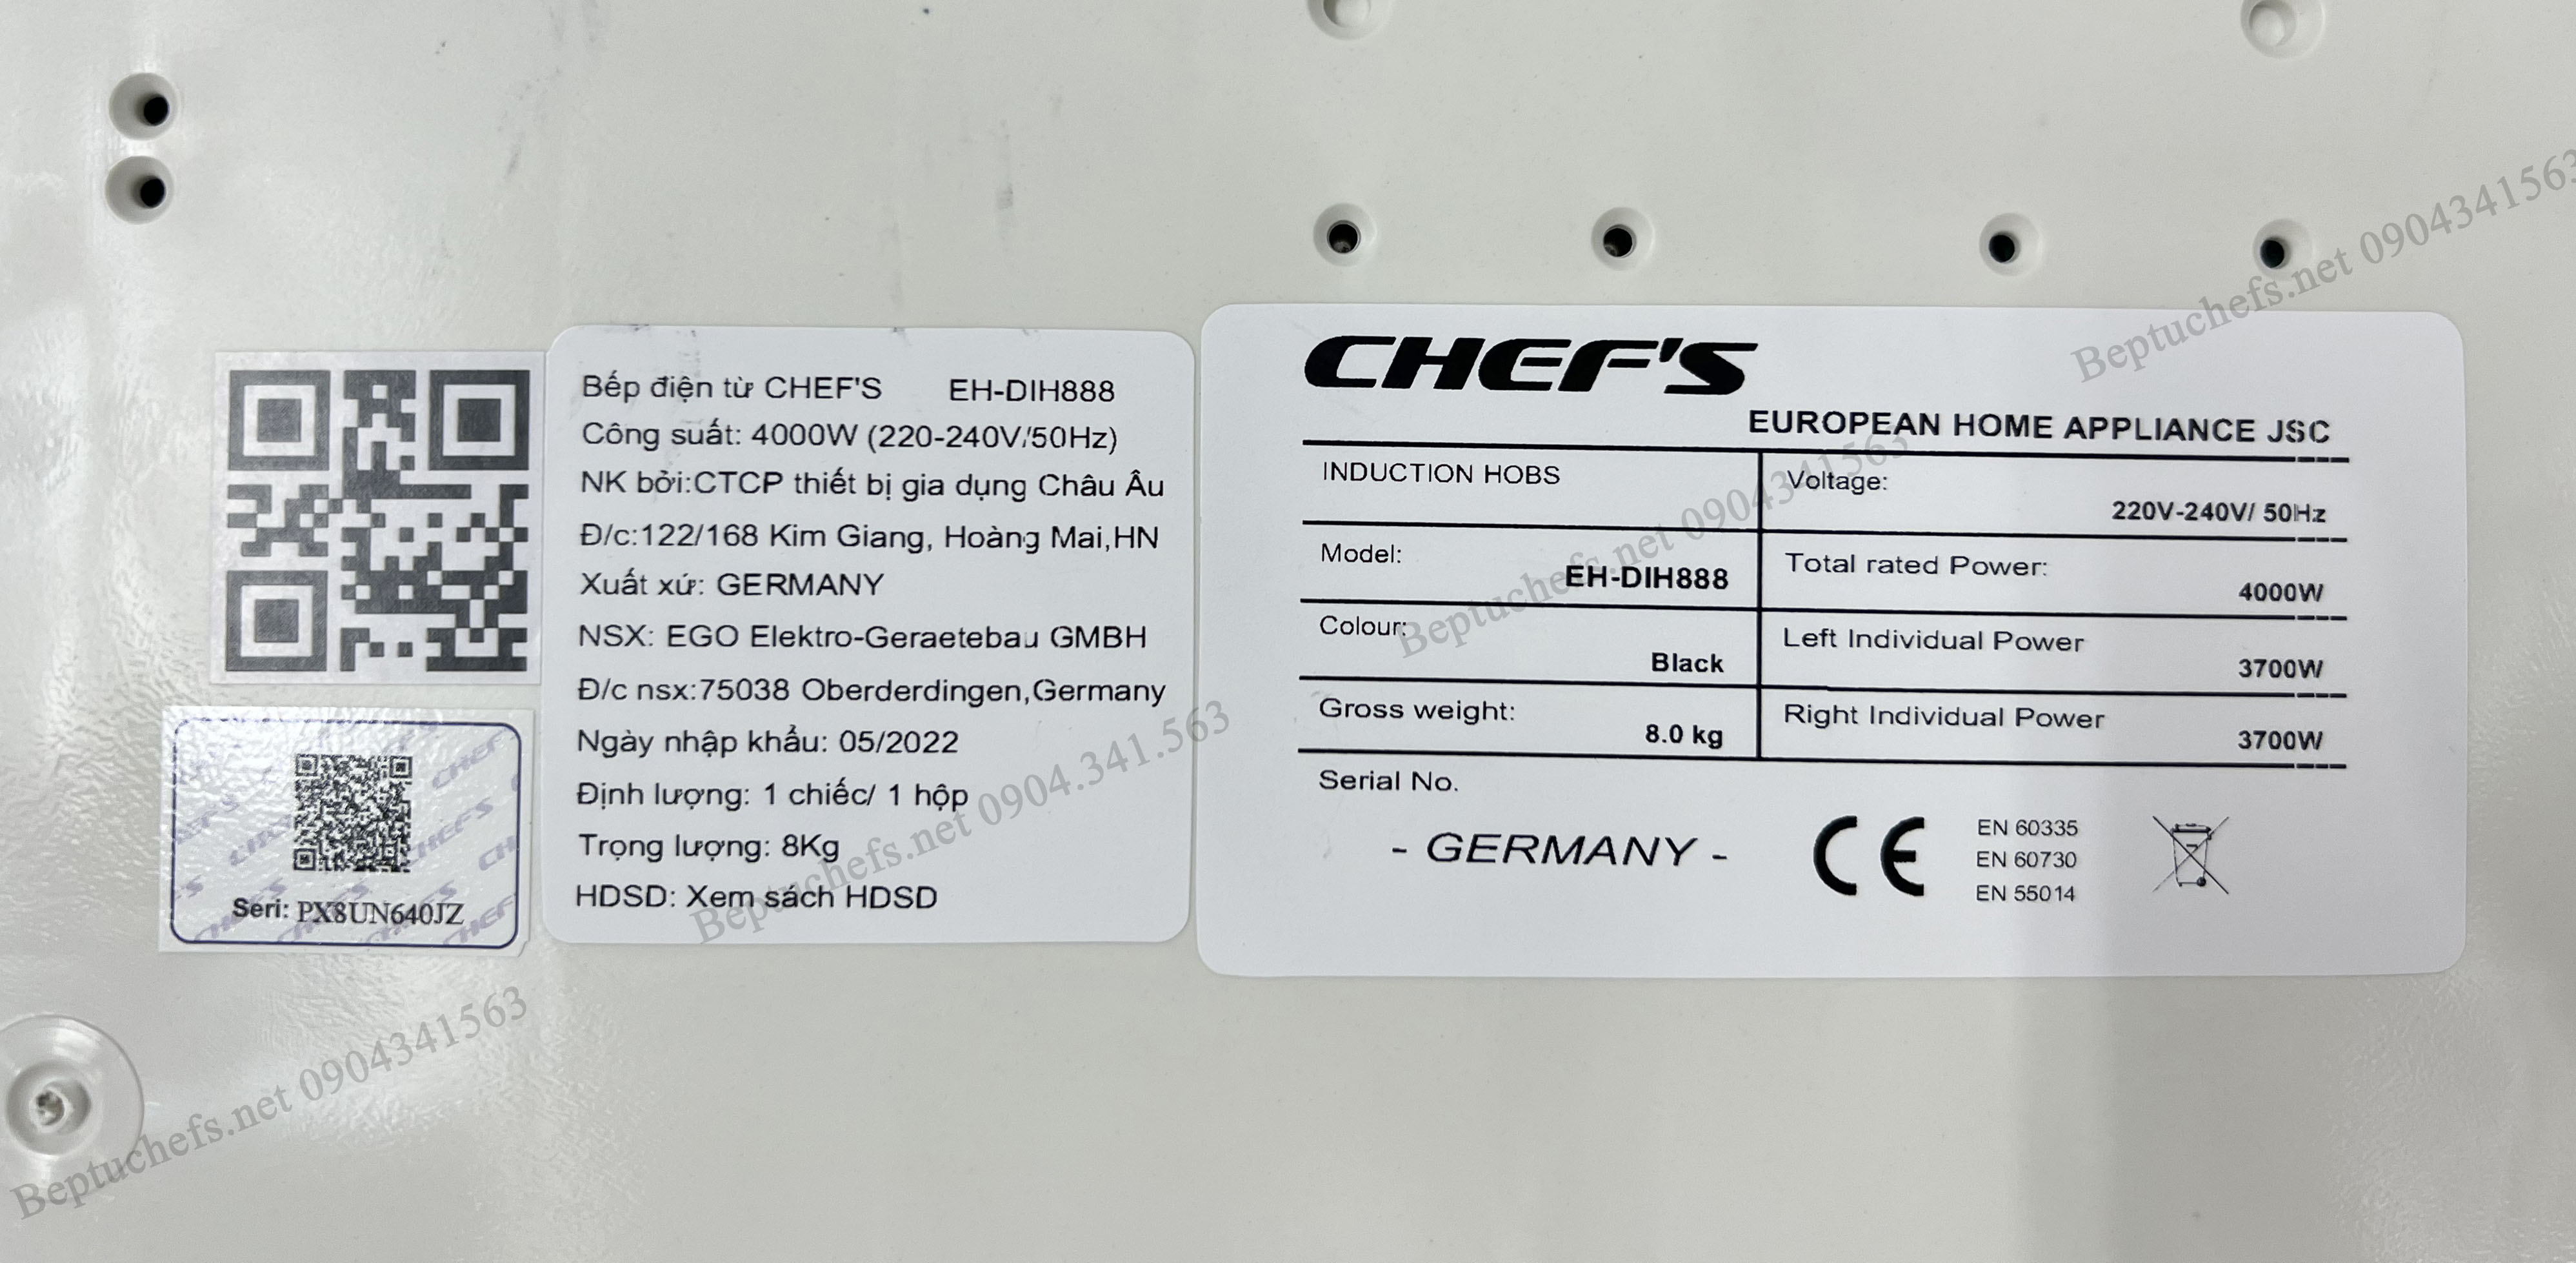 Bếp điện từ CHEF'S EH-DIH888
Công suất: 4000W (220-240V/50Hz)
NK bởi:CTCP thiết bị gia dụng Châu Âu
Đ/c:122/168 Kim Giang, Hoàng Mai,HN
Xuất xứ: GERMANY
NSX: EGO Elektro-Geraetebau GMBH
Đ/c nsx:75038 Oberderdingen,Germany
Ngày nhập khẩu: 05/2022
Định lượng: 1 chiếc/ 1 hộp
Trọng lượng: 8Kg
HDSD: Xem sách HDSD
Seri: PX8UN640JZ
CHEF'S
EUROPEAN HOME APPLIANCE JSC
INDUCTION HOBS
Voltage:
220V-240V/ 50Hz
Model:
EH-DIH888
Total rated Power:
4000W
Colour:
Black
Left Individual Power
3700W
Gross weight:
8.0 kg
Right Individual Power
3700W
Serial No.
- GERMANY -
CE
EN 60335
EN 60730
EN 55014
Beptuchefs.net 0904341563
Beptuchefs.net 0904341563
Beptuchefs.net 0904.341.563
Beptuchefs.net 0904341563